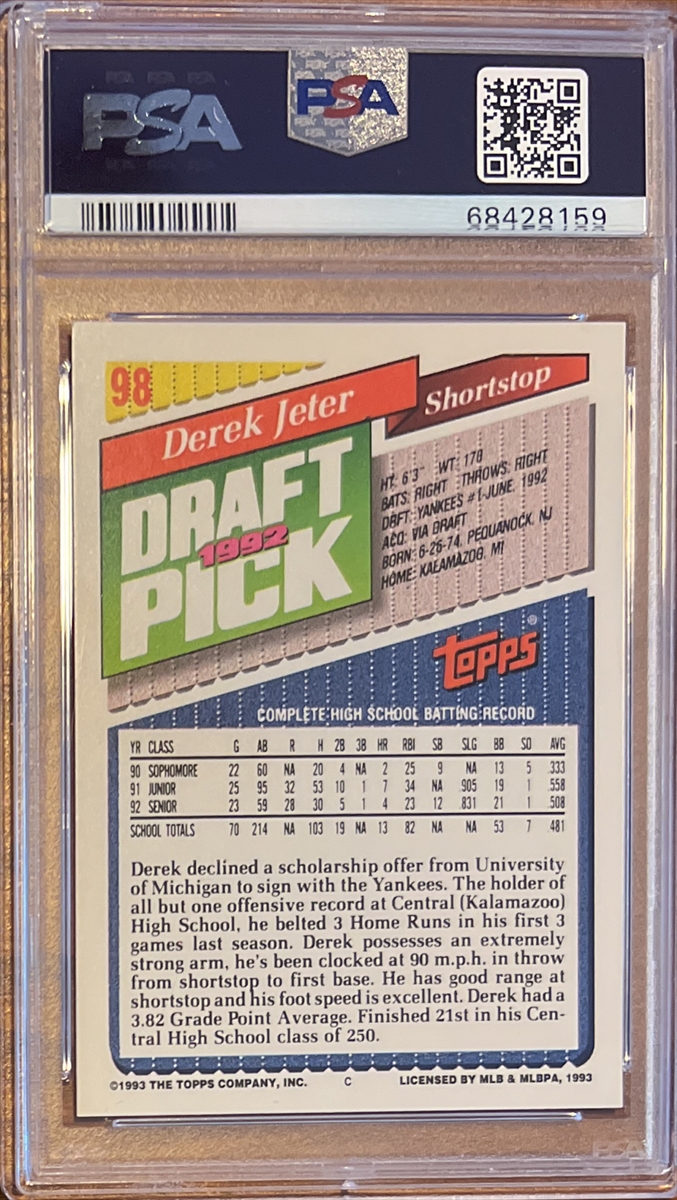 PSA
PSA
68428159
98
Derek Jeter
Shortstop
DRAFT
1992
PICK
HT: 6'3" WT: 178
BATS: RIGHT THROWS: RIGHT
DRFT: YANKEES #1-JUNE, 1992
ACQ: VIA DRAFT
BORN: 6-26-74, PEQUANOCK, NJ
HOME: KALAMAZOO, MI
topps®
COMPLETE HIGH SCHOOL BATTING RECORD
YR CLASS G AB R H 2B 3B HR RBI SB SLG BB SO AVG
90 SOPHOMORE 22 60 NA 20 4 NA 2 25 9 NA 13 5 .333
91 JUNIOR 25 95 32 53 10 1 7 34 NA .905 19 1 .558
92 SENIOR 23 59 28 30 5 1 4 23 12 .831 21 1 .508
SCHOOL TOTALS 70 214 NA 103 19 NA 13 82 NA NA 53 7 .481
Derek declined a scholarship offer from University
of Michigan to sign with the Yankees. The holder of
all but one offensive record at Central (Kalamazoo)
High School, he belted 3 Home Runs in his first 3
games last season. Derek possesses an extremely
strong arm, he's been clocked at 90 m.p.h. in throw
from shortstop to first base. He has good range at
shortstop and his foot speed is excellent. Derek had a
3.82 Grade Point Average. Finished 21st in his Cen-
tral High School class of 250.
©1993 THE TOPPS COMPANY, INC. C LICENSED BY MLB & MLBPA, 1993
PSA